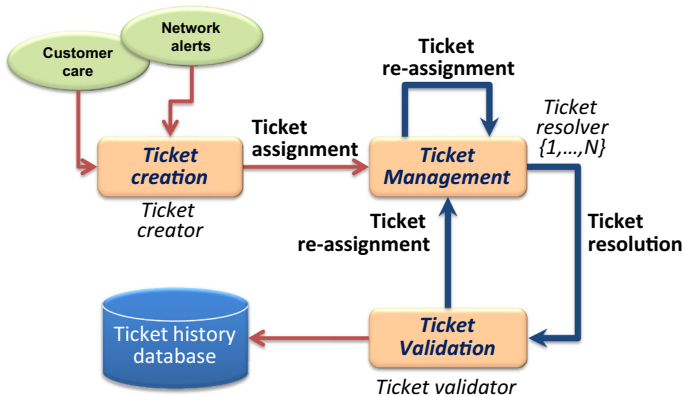 Network
alerts
Customer
care
Ticket
re-assignment
Ticket
resolver
{1,...,N}
Ticket
assignment
Ticket
creation
Ticket
Management
Ticket
creator
Ticket
re-assignment
Ticket
resolution
Ticket history
database
Ticket
Validation
Ticket validator